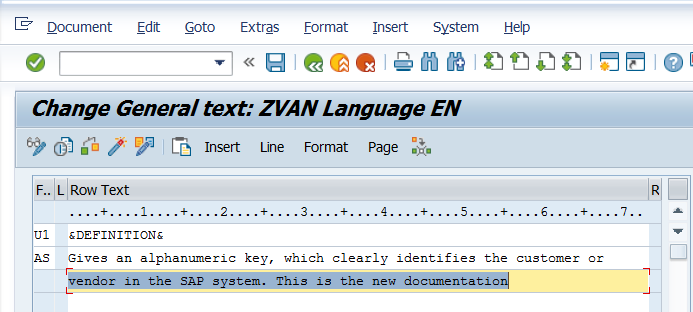 Document Edit Goto Extras Format Insert System Help
Change General text: ZVAN Language EN
Insert Line Format Page
F.. L Row Text R
....+....1....+....2....+....3....+....4....+....5....+....6....+....7..
U1 &DEFINITION&
AS Gives an alphanumeric key, which clearly identifies the customer or
vendor in the SAP system. This is the new documentation